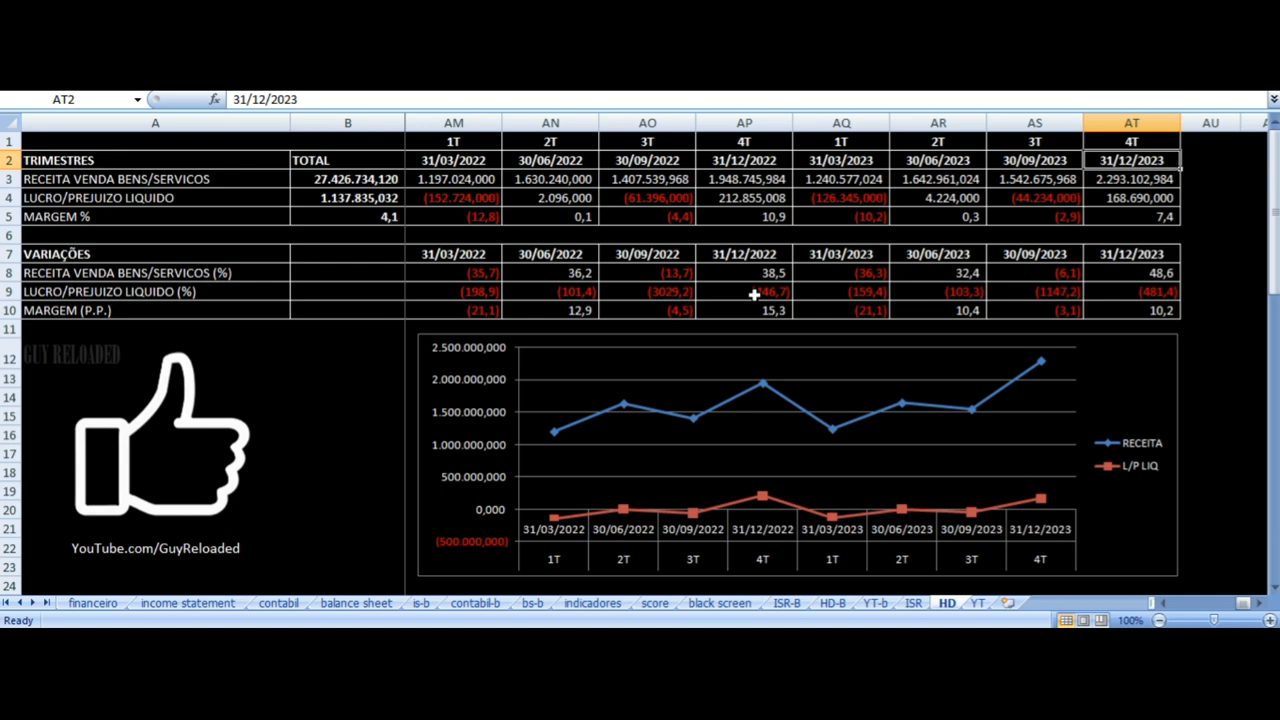 AT2 fx 31/12/2023
A B AM AN AO AP AQ AR AS AT AU
1 1T 2T 3T 4T 1T 2T 3T 4T
2 TRIMESTRES TOTAL 31/03/2022 30/06/2022 30/09/2022 31/12/2022 31/03/2023 30/06/2023 30/09/2023 31/12/2023
3 RECEITA VENDA BENS/SERVICOS 27.426.734,120 1.197.024,000 1.630.240,000 1.407.539,968 1.948.745,984 1.240.577,024 1.642.961,024 1.542.675,968 2.293.102,984
4 LUCRO/PREJUIZO LIQUIDO 1.137.835,032 (152.724,000) 2.096,000 (61.396,000) 212.855,008 (126.345,000) 4.224,000 (44.234,000) 168.690,000
5 MARGEM % 4,1 (12,8) 0,1 (4,4) 10,9 (10,2) 0,3 (2,9) 7,4
6
7 VARIAÇÕES 31/03/2022 30/06/2022 30/09/2022 31/12/2022 31/03/2023 30/06/2023 30/09/2023 31/12/2023
8 RECEITA VENDA BENS/SERVICOS (%) (35,7) 36,2 (13,7) 38,5 (36,3) 32,4 (6,1) 48,6
9 LUCRO/PREJUIZO LIQUIDO (%) (198,9) (101,4) (3029,2) (159,4) (103,3) (1147,2) (481,4)
10 MARGEM (P.P.) (21,1) 12,9 (4,5) 15,3 (21,1) 10,4 (3,1) 10,2
11
12 GUY RELOADED
13
14
15
16
17
18
19
20
21
22
23
24
YouTube.com/GuyReloaded
2.500.000,000
2.000.000,000
1.500.000,000
1.000.000,000
500.000,000
0,000
(500.000,000)
31/03/2022 30/06/2022 30/09/2022 31/12/2022 31/03/2023 30/06/2023 30/09/2023 31/12/2023
1T 2T 3T 4T 1T 2T 3T 4T
RECEITA
L/P LIQ
financeiro income statement contabil balance sheet is-b contabil-b bs-b indicadores score black screen ISR-B HD-B YT-b ISR HD YT
Ready 100%